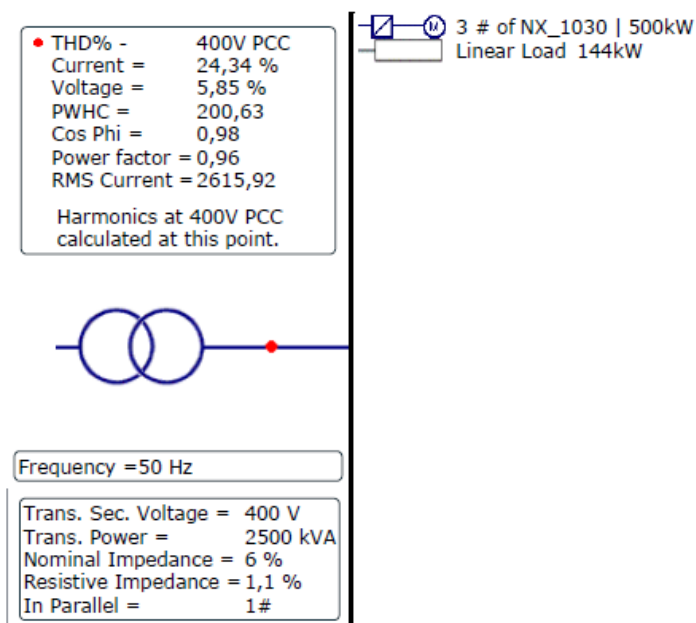 THD% - 400V PCC
Current = 24,34 %
Voltage = 5,85 %
PWHC = 200,63
Cos Phi = 0,98
Power factor = 0,96
RMS Current = 2615,92
Harmonics at 400V PCC
calculated at this point.
M 3 # of NX_1030 | 500kW
Linear Load 144kW
Frequency =50 Hz
Trans. Sec. Voltage = 400 V
Trans. Power = 2500 kVA
Nominal Impedance = 6 %
Resistive Impedance = 1,1 %
In Parallel = 1#